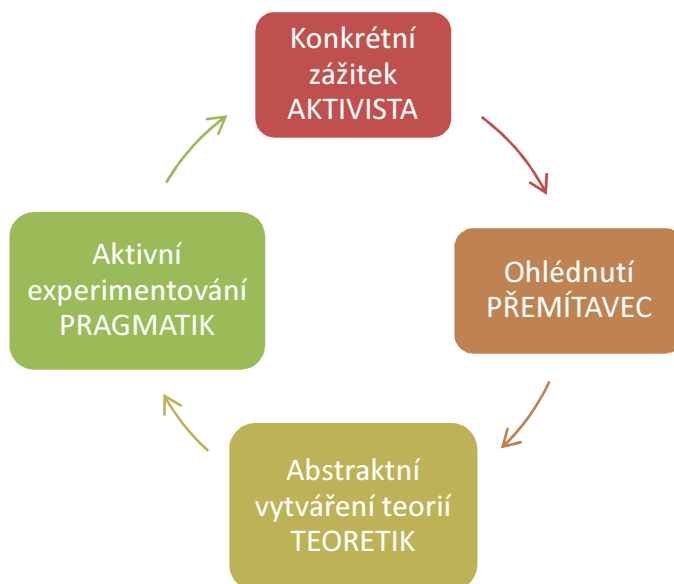 Konkrétní
zážitek
AKTIVISTA
Ohlédnutí
PŘEMÍTAVEC
Abstraktní
vytváření teorií
TEORETIK
Aktivní
experimentování
PRAGMATIK